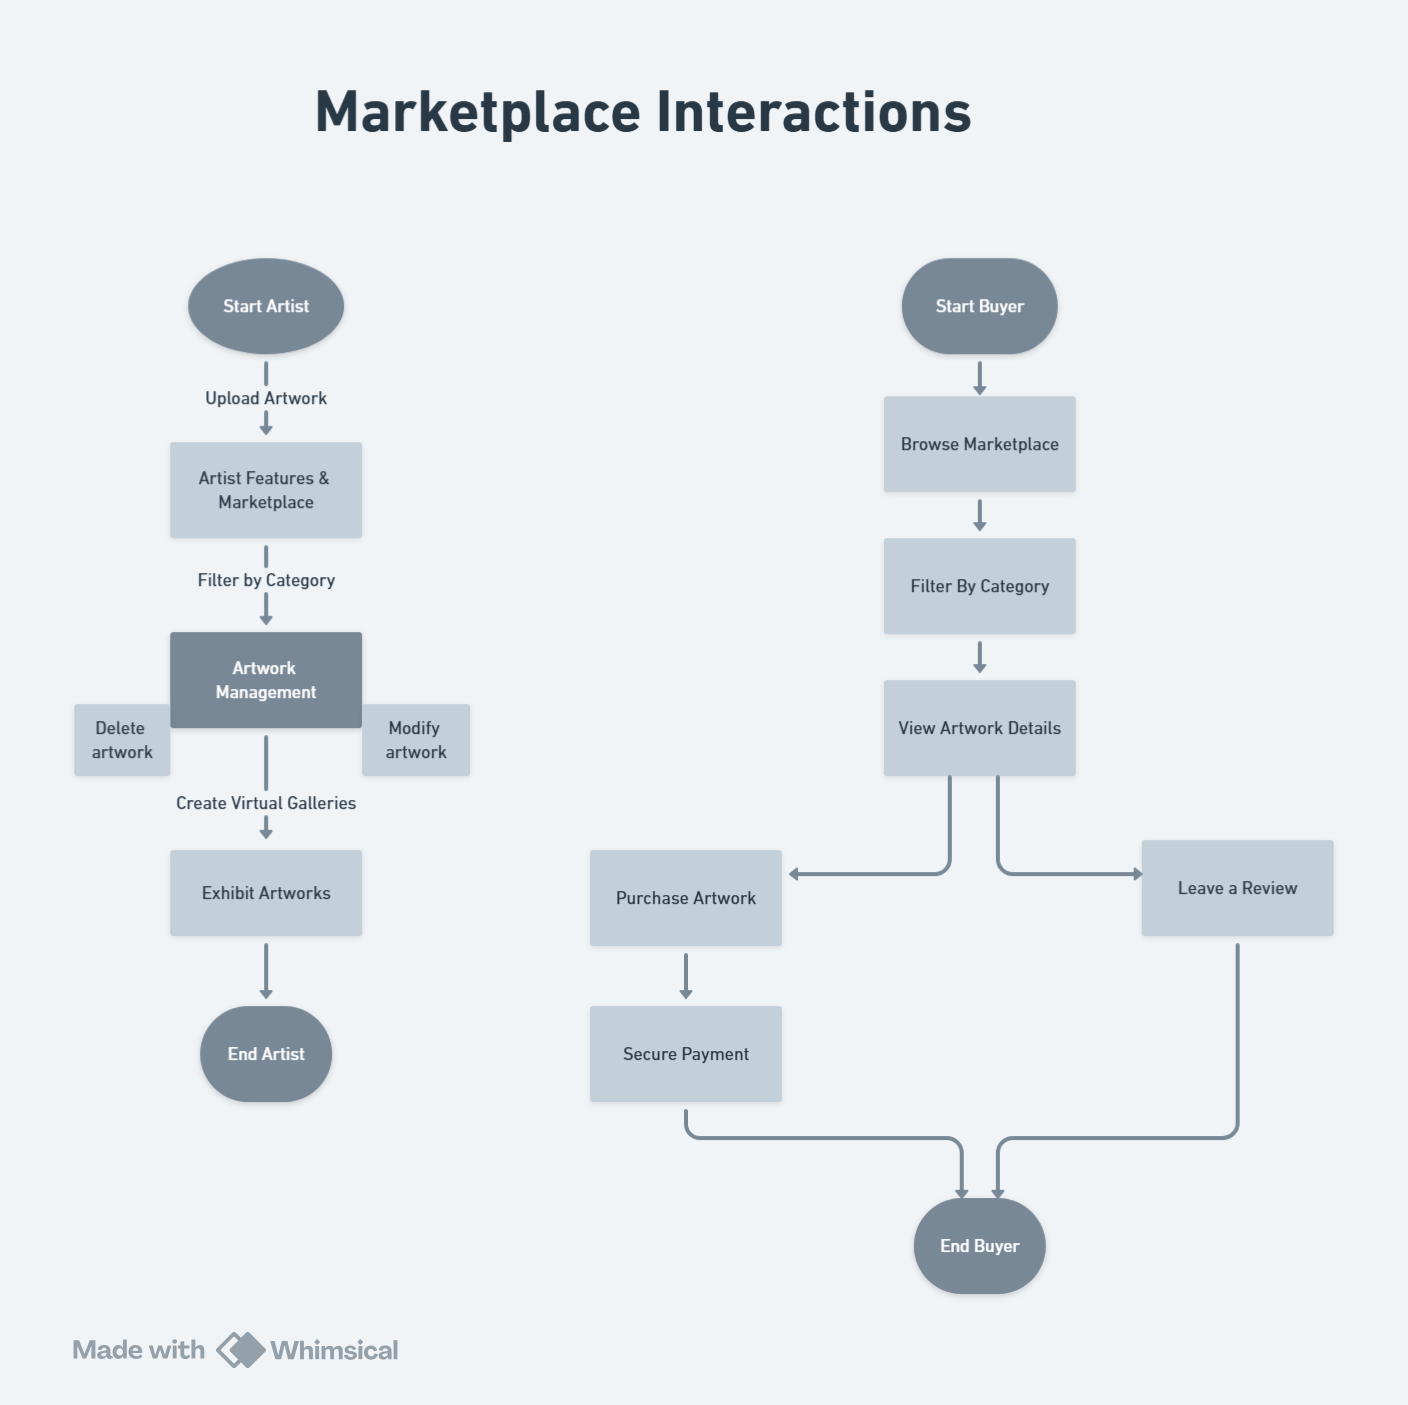 Marketplace Interactions
Start Artist
Upload Artwork
Artist Features &
Marketplace
Filter by Category
Artwork
Management
Delete
artwork
Modify
artwork
Create Virtual Galleries
Exhibit Artworks
End Artist
Start Buyer
Browse Marketplace
Filter By Category
View Artwork Details
Purchase Artwork
Secure Payment
Leave a Review
End Buyer
Made with Whimsical